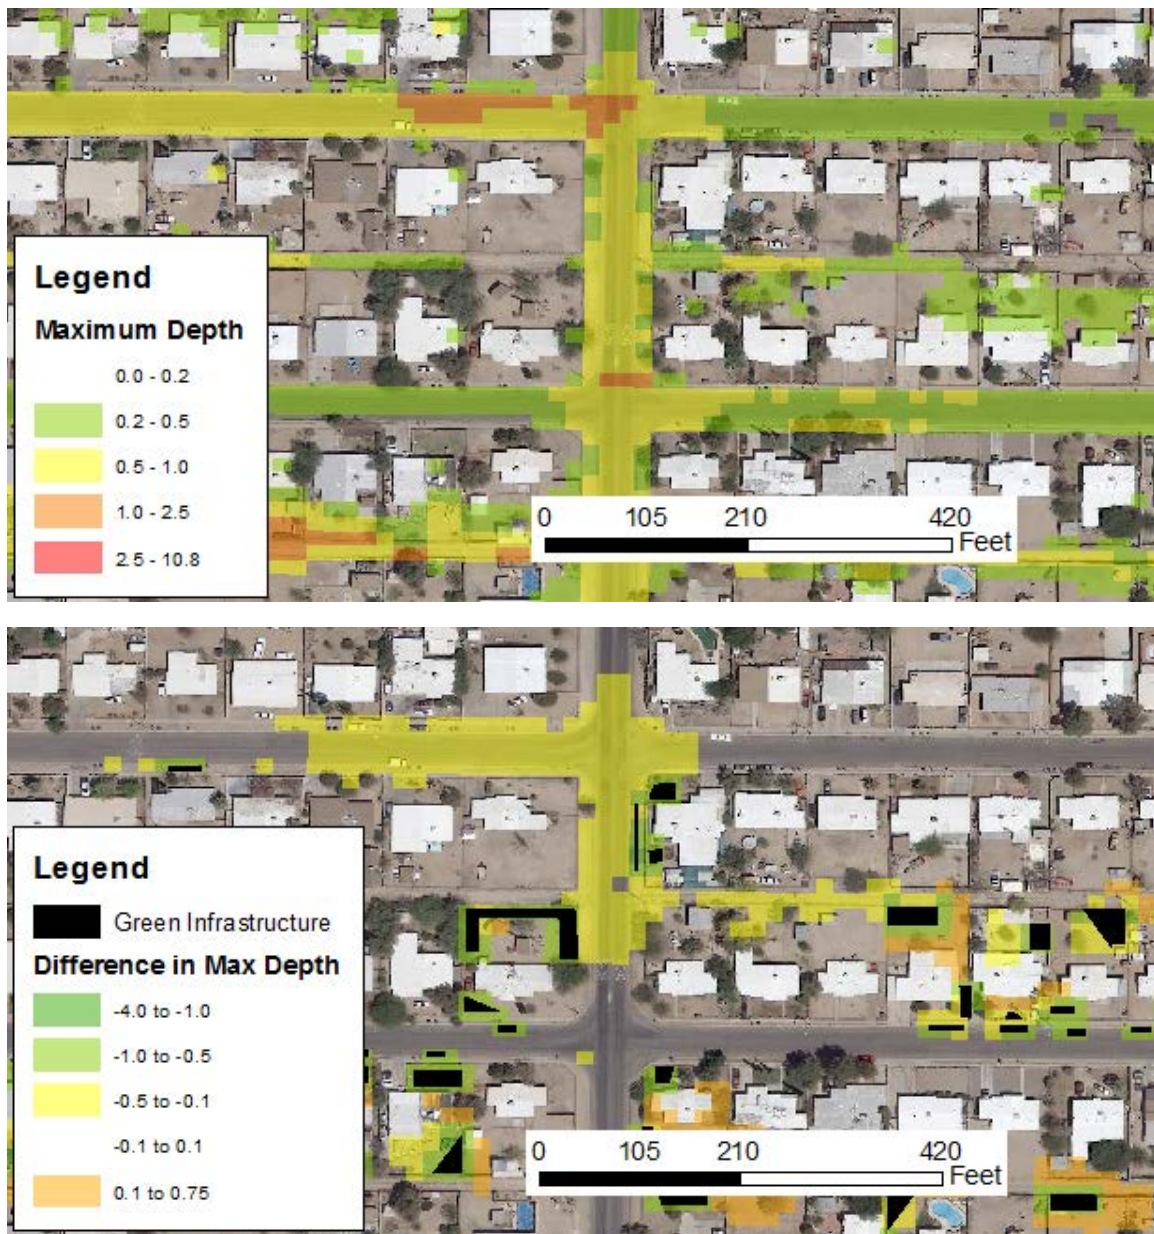 Legend
Maximum Depth
0.0 - 0.2
0.2 - 0.5
0.5 - 1.0
1.0 - 2.5
2.5 - 10.8
0 105 210 420
Feet
Legend
Green Infrastructure
Difference in Max Depth
-4.0 to -1.0
-1.0 to -0.5
-0.5 to -0.1
-0.1 to 0.1
0.1 to 0.75
0 105 210 420
Feet